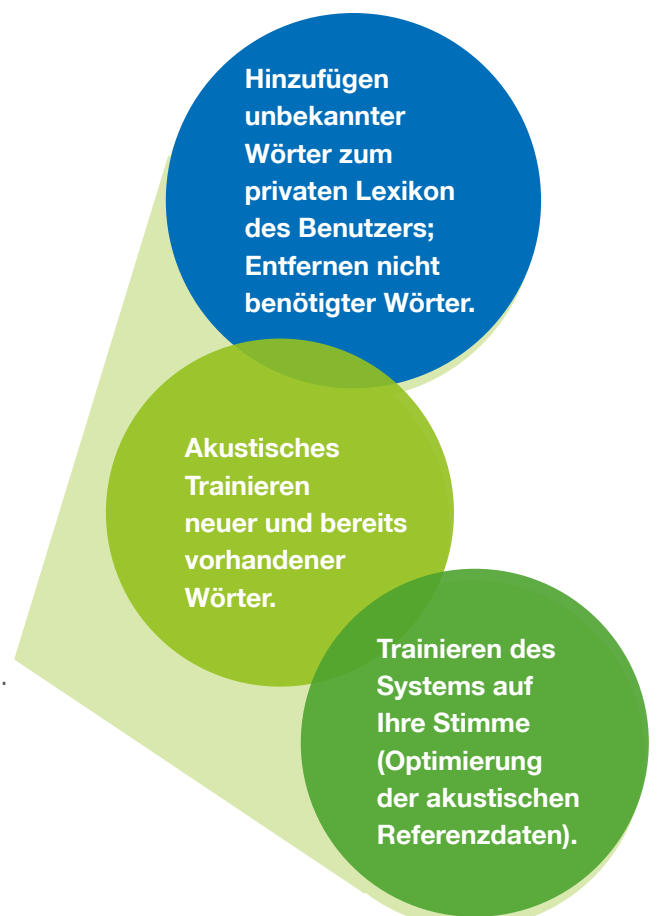 Hinzufügen
unbekannter
Wörter zum
privaten Lexikon
des Benutzers;
Entfernen nicht
benötigter Wörter.
Akustisches
Trainieren
neuer und bereits
vorhandener
Wörter.
.
Trainieren des
Systems auf
Ihre Stimme
(Optimierung
der akustischen
Referenzdaten).